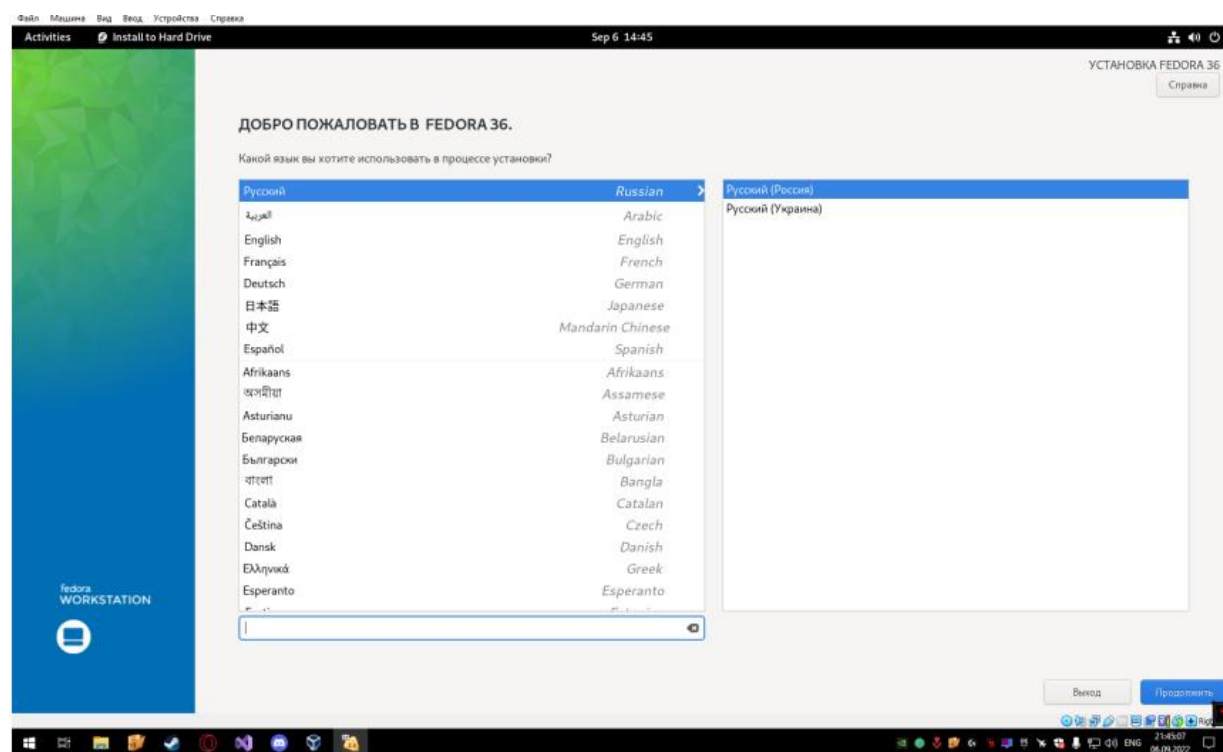 Файл Машина Вид Ввод Устройства Справка
Activities Install to Hard Drive Sep 6 14:45
УСТАНОВКА FEDORA 36
Справка
ДОБРО ПОЖАЛОВАТЬ В FEDORA 36.
Какой язык вы хотите использовать в процессе установки?
Русский Russian Русский (Россия)
العربية Arabic Русский (Украина)
English English
Français French
Deutsch German
日本語 Japanese
中文 Mandarin Chinese
Español Spanish
Afrikaans Afrikaans
অসমীয়া Assamese
Asturianu Asturian
Беларуская Belarusian
Български Bulgarian
বাংলা Bangla
Català Catalan
Čeština Czech
Dansk Danish
Ελληνικά Greek
Esperanto Esperanto
fedora
WORKSTATION
Выход Продолжить
ENG 21:45:07
06.09.2022